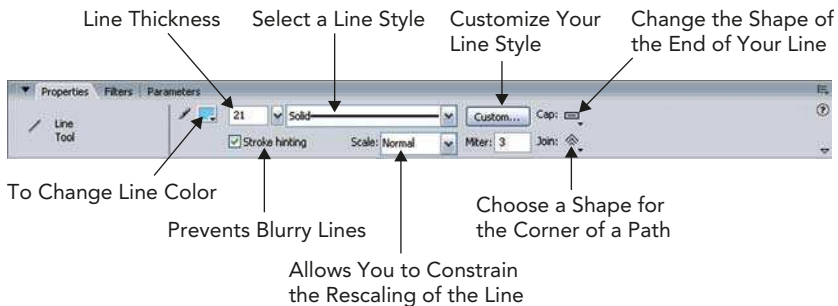 Line Thickness
Select a Line Style
Customize Your
Line Style
Change the Shape of
the End of Your Line
Properties Filters Parameters
Line
Tool
21
Solid
Custom...
Cap:
Stroke hinting
Scale: Normal
Miter: 3
Join:
To Change Line Color
Prevents Blurry Lines
Allows You to Constrain
the Rescaling of the Line
Choose a Shape for
the Corner of a Path